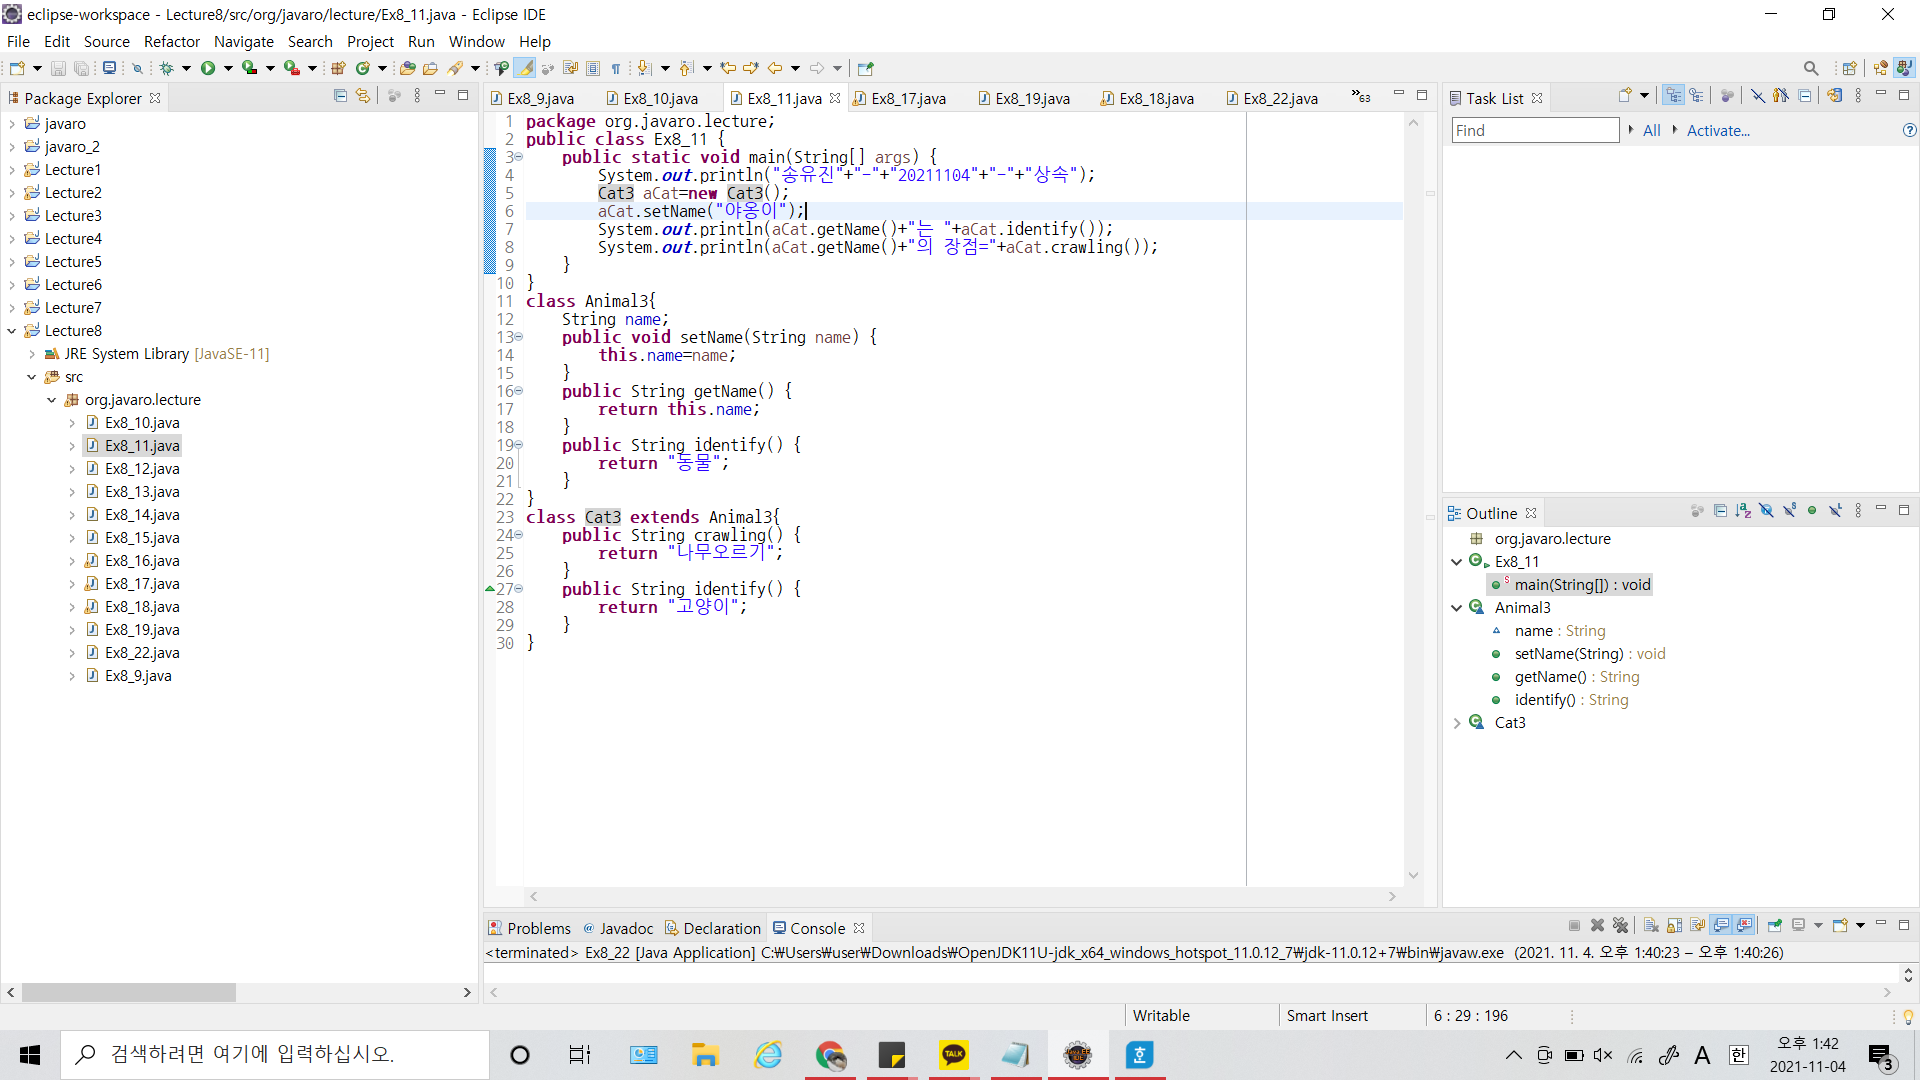 eclipse-workspace - Lecture8/src/org/javaro/lecture/Ex8_11.java - Eclipse IDE
File Edit Source Refactor Navigate Search Project Run Window Help
Package Explorer
javaro
javaro_2
Lecture1
Lecture2
Lecture3
Lecture4
Lecture5
Lecture6
Lecture7
Lecture8
JRE System Library [JavaSE-11]
src
org.javaro.lecture
Ex8_10.java
Ex8_11.java
Ex8_12.java
Ex8_13.java
Ex8_14.java
Ex8_15.java
Ex8_16.java
Ex8_17.java
Ex8_18.java
Ex8_19.java
Ex8_22.java
Ex8_9.java
Ex8_9.java Ex8_10.java Ex8_11.java Ex8_17.java Ex8_19.java Ex8_18.java Ex8_22.java »63
1 package org.javaro.lecture;
2 public class Ex8_11 {
3 public static void main(String[] args) {
4 System.out.println("송유진"+"-"+"20211104"+"-"+"상속");
5 Cat3 aCat=new Cat3();
6 aCat.setName("야옹이");
7 System.out.println(aCat.getName()+"는 "+aCat.identify());
8 System.out.println(aCat.getName()+"의 장점="+aCat.crawling());
9 }
10 }
11 class Animal3{
12 String name;
13 public void setName(String name) {
14 this.name=name;
15 }
16 public String getName() {
17 return this.name;
18 }
19 public String identify() {
20 return "동물";
21 }
22 }
23 class Cat3 extends Animal3{
24 public String crawling() {
25 return "나무오르기";
26 }
27 public String identify() {
28 return "고양이";
29 }
30 }
Task List
Find All Activate...
Outline
org.javaro.lecture
Ex8_11
main(String[]) : void
Animal3
name : String
setName(String) : void
getName() : String
identify() : String
Cat3
Problems @ Javadoc Declaration Console
<terminated> Ex8_22 [Java Application] C:₩Users₩user₩Downloads₩OpenJDK11U-jdk_x64_windows_hotspot_11.0.12_7₩jdk-11.0.12+7₩bin₩javaw.exe (2021. 11. 4. 오후 1:40:23 – 오후 1:40:26)
Writable Smart Insert 6 : 29 : 196
검색하려면 여기에 입력하십시오.
TALK
A 한
오후 1:42
2021-11-04
3